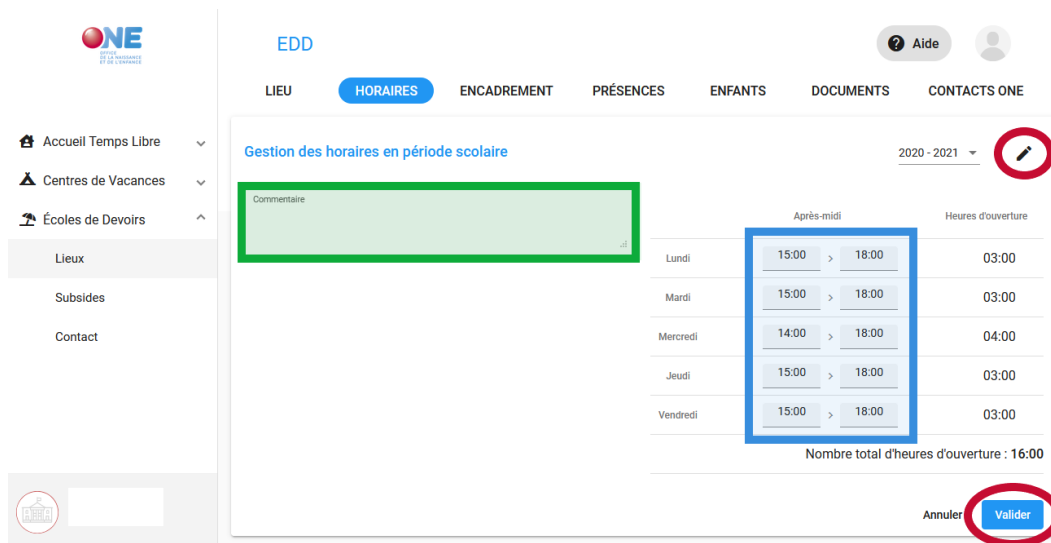 ONE
OFFICE
DE LA NAISSANCE
ET DE L'ENFANCE
EDD
? Aide
LIEU HORAIRES ENCADREMENT PRÉSENCES ENFANTS DOCUMENTS CONTACTS ONE
Accueil Temps Libre
Centres de Vacances
Écoles de Devoirs
Lieux
Subsides
Contact
Gestion des horaires en période scolaire
2020 - 2021
Commentaire
Après-midi Heures d'ouverture
Lundi 15:00 > 18:00 03:00
Mardi 15:00 > 18:00 03:00
Mercredi 14:00 > 18:00 04:00
Jeudi 15:00 > 18:00 03:00
Vendredi 15:00 > 18:00 03:00
Nombre total d'heures d'ouverture : 16:00
Annuler Valider